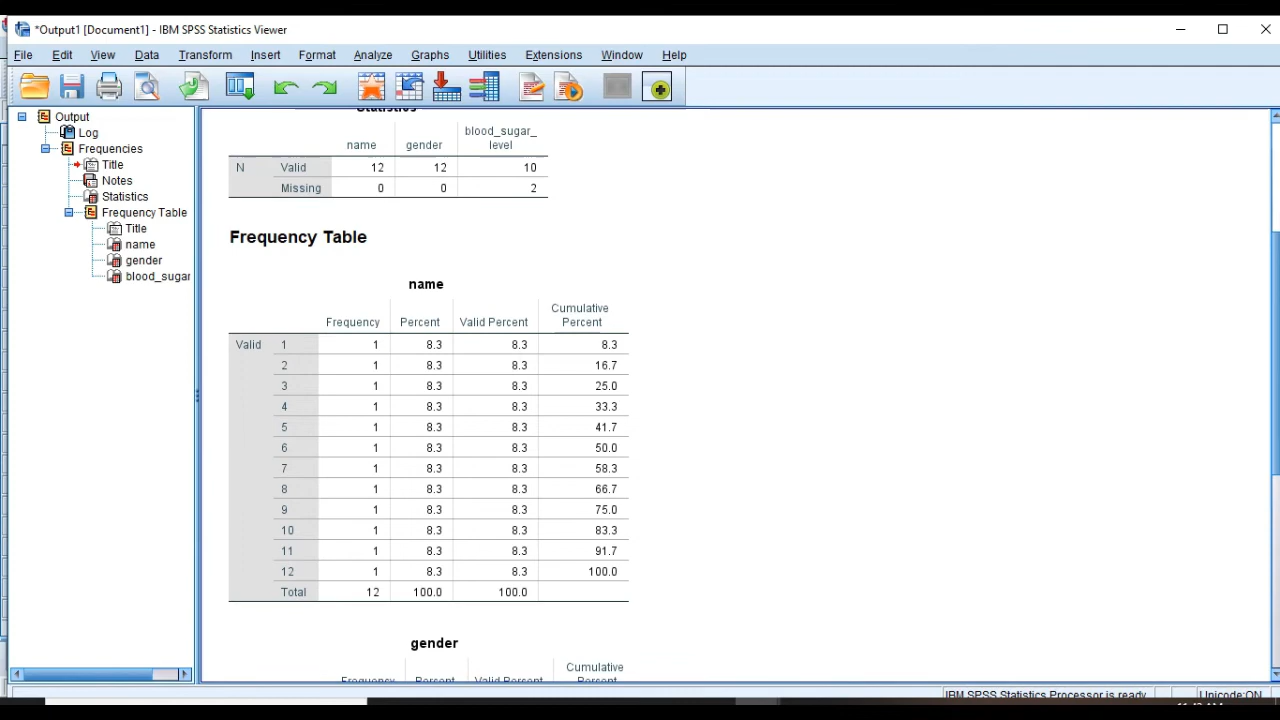 *Output1 [Document1] - IBM SPSS Statistics Viewer
File Edit View Data Transform Insert Format Analyze Graphs Utilities Extensions Window Help
Output
Log
Frequencies
Title
Notes
Statistics
Frequency Table
Title
name
gender
blood_sugar
Statistics
name gender blood_sugar_
level
N Valid 12 12 10
Missing 0 0 2
Frequency Table
name
Frequency Percent Valid Percent Cumulative
Percent
Valid 1 1 8.3 8.3 8.3
2 1 8.3 8.3 16.7
3 1 8.3 8.3 25.0
4 1 8.3 8.3 33.3
5 1 8.3 8.3 41.7
6 1 8.3 8.3 50.0
7 1 8.3 8.3 58.3
8 1 8.3 8.3 66.7
9 1 8.3 8.3 75.0
10 1 8.3 8.3 83.3
11 1 8.3 8.3 91.7
12 1 8.3 8.3 100.0
Total 12 100.0 100.0
gender
Frequency Percent Valid Percent Cumulative
Percent
IBM SPSS Statistics Processor is ready Unicode:ON